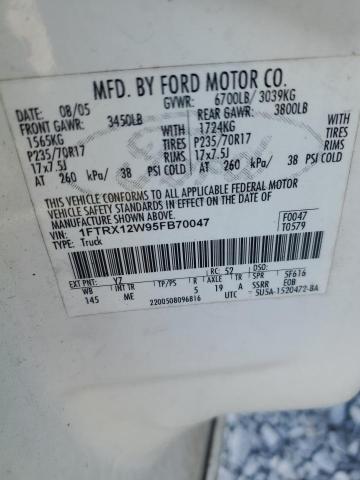 MFD. BY FORD MOTOR CO.
DATE: 08/05 GVWR: 6700LB/ 3039KG
FRONT GAWR: 3450LB REAR GAWR: 3800LB
1565KG WITH 1724KG WITH
P235/70R17 TIRES P235/70R17 TIRES
17x7.5J RIMS 17x7.5J RIMS
AT 260 kPa/ 38 PSI COLD AT 260 kPa/ 38 PSI COLD
THIS VEHICLE CONFORMS TO ALL APPLICABLE FEDERAL MOTOR
VEHICLE SAFETY STANDARDS IN EFFECT ON THE DATE OF MANUFACTURE
SHOWN ABOVE.
VIN: 1FTRX12W95FB70047 F0047
TYPE: Truck T0579
EXT PNT: YZ RC: 52 DSO:
WB INT TR TP/PS R AXLE TR SPR 5F616
145 ME 5 19 A SSRR EOB
2200508096816 UTC 5U5A-1520472-BA